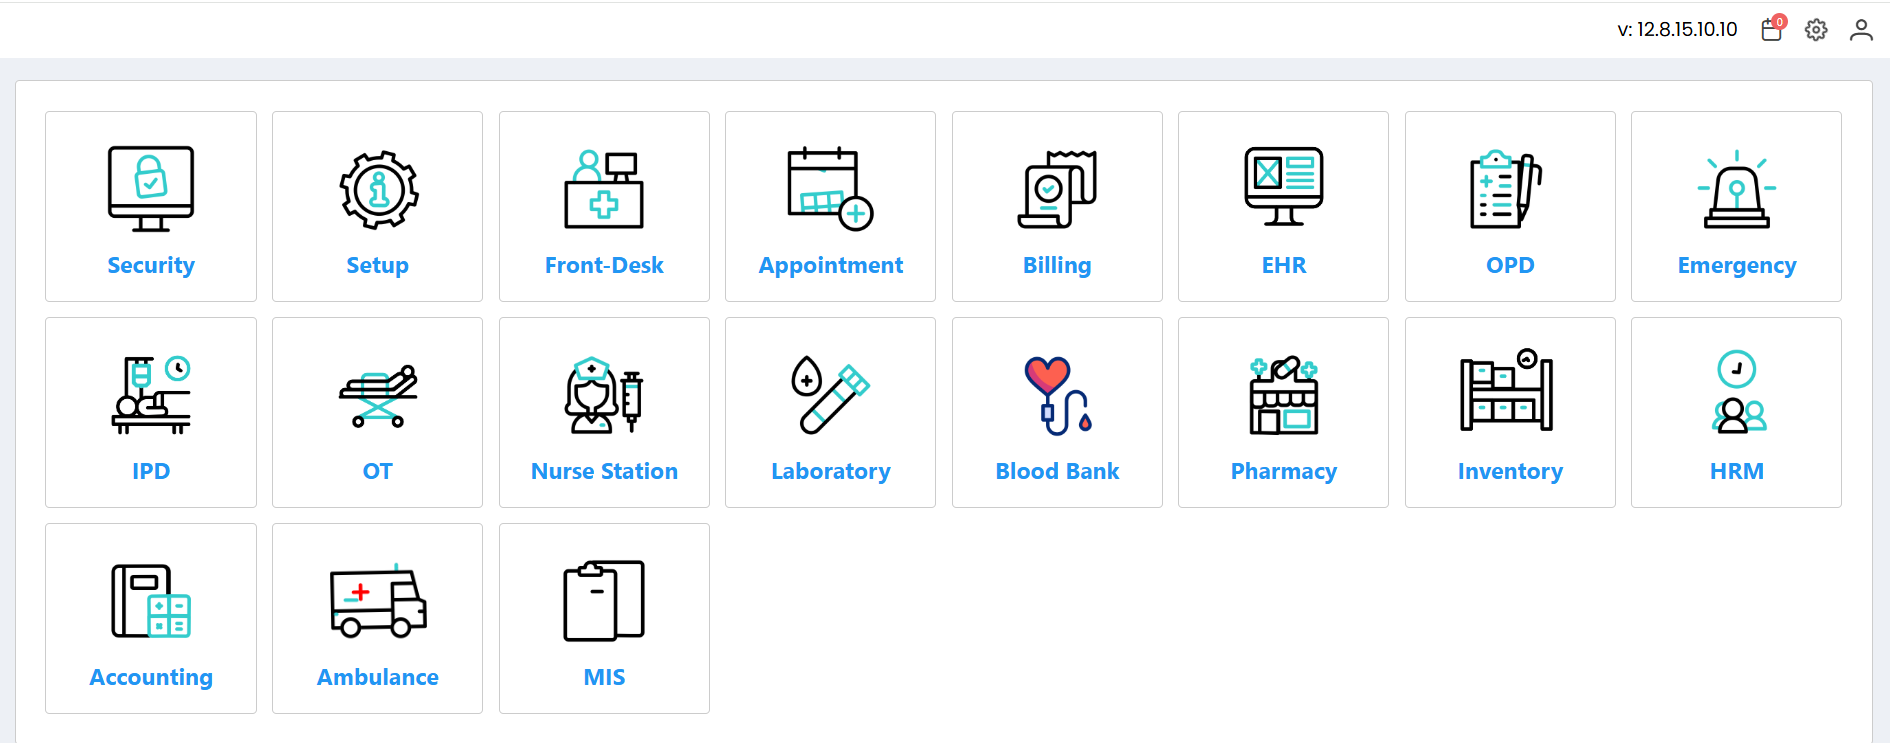 v: 12.8.15.10.10
0
Security
Setup
Front-Desk
Appointment
Billing
EHR
OPD
Emergency
IPD
OT
Nurse Station
Laboratory
Blood Bank
Pharmacy
Inventory
HRM
Accounting
Ambulance
MIS